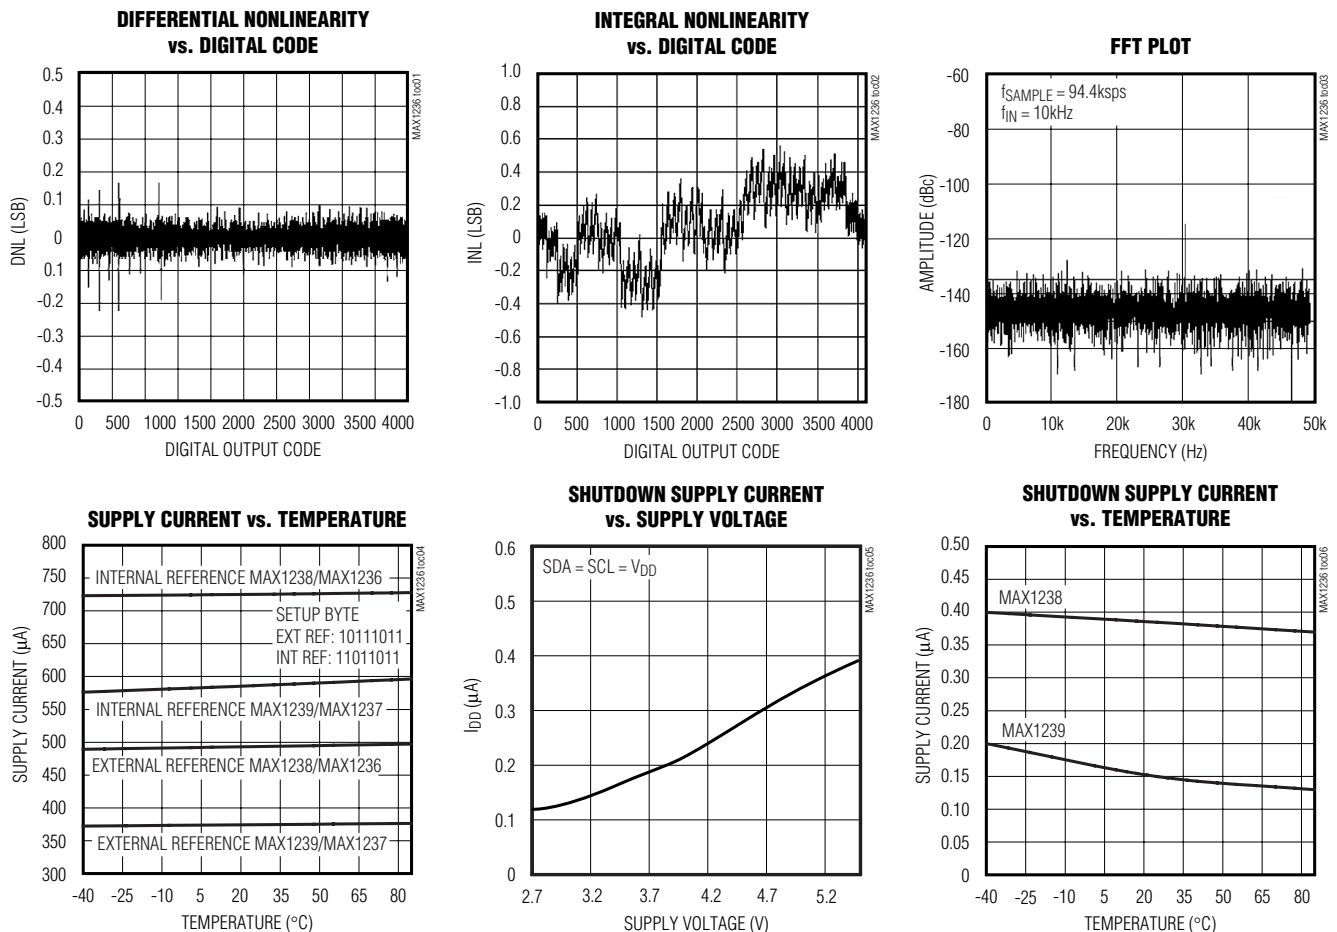 DIFFERENTIAL NONLINEARITY
vs. DIGITAL CODE
0.5
0.4
0.3
0.2
0.1
0
0.1
-0.2
-0.3
-0.4
-0.5
DNL (LSB)
0 500 1000 1500 2000 2500 3000 3500 4000
DIGITAL OUTPUT CODE
MAX1236 toc01
INTEGRAL NONLINEARITY
vs. DIGITAL CODE
1.0
0.8
0.6
0.4
0.2
0
-0.2
-0.4
-0.6
-0.8
-1.0
INL (LSB)
0 500 1000 1500 2000 2500 3000 3500 4000
DIGITAL OUTPUT CODE
MAX1236 toc02
FFT PLOT
-60
-80
-100
-120
-140
-160
-180
AMPLITUDE (dBc)
fSAMPLE = 94.4ksps
fIN = 10kHz
0 10k 20k 30k 40k 50k
FREQUENCY (Hz)
MAX1236 toc03
SUPPLY CURRENT vs. TEMPERATURE
800
750
700
650
600
550
500
450
400
350
300
SUPPLY CURRENT (µA)
INTERNAL REFERENCE MAX1238/MAX1236
SETUP BYTE
EXT REF: 10111011
INT REF: 11011011
INTERNAL REFERENCE MAX1239/MAX1237
EXTERNAL REFERENCE MAX1238/MAX1236
EXTERNAL REFERENCE MAX1239/MAX1237
-40 -25 -10 5 20 35 50 65 80
TEMPERATURE (°C)
MAX1236 toc04
SHUTDOWN SUPPLY CURRENT
vs. SUPPLY VOLTAGE
0.6
0.5
0.4
0.3
0.2
0.1
0
IDD (µA)
SDA = SCL = VDD
2.7 3.2 3.7 4.2 4.7 5.2
SUPPLY VOLTAGE (V)
MAX1236 toc05
SHUTDOWN SUPPLY CURRENT
vs. TEMPERATURE
0.50
0.45
0.40
0.35
0.30
0.25
0.20
0.15
0.10
0.05
0
SUPPLY CURRENT (µA)
MAX1238
MAX1239
-40 -25 -10 5 20 35 50 65 80
TEMPERATURE (°C)
MAX1236 toc06